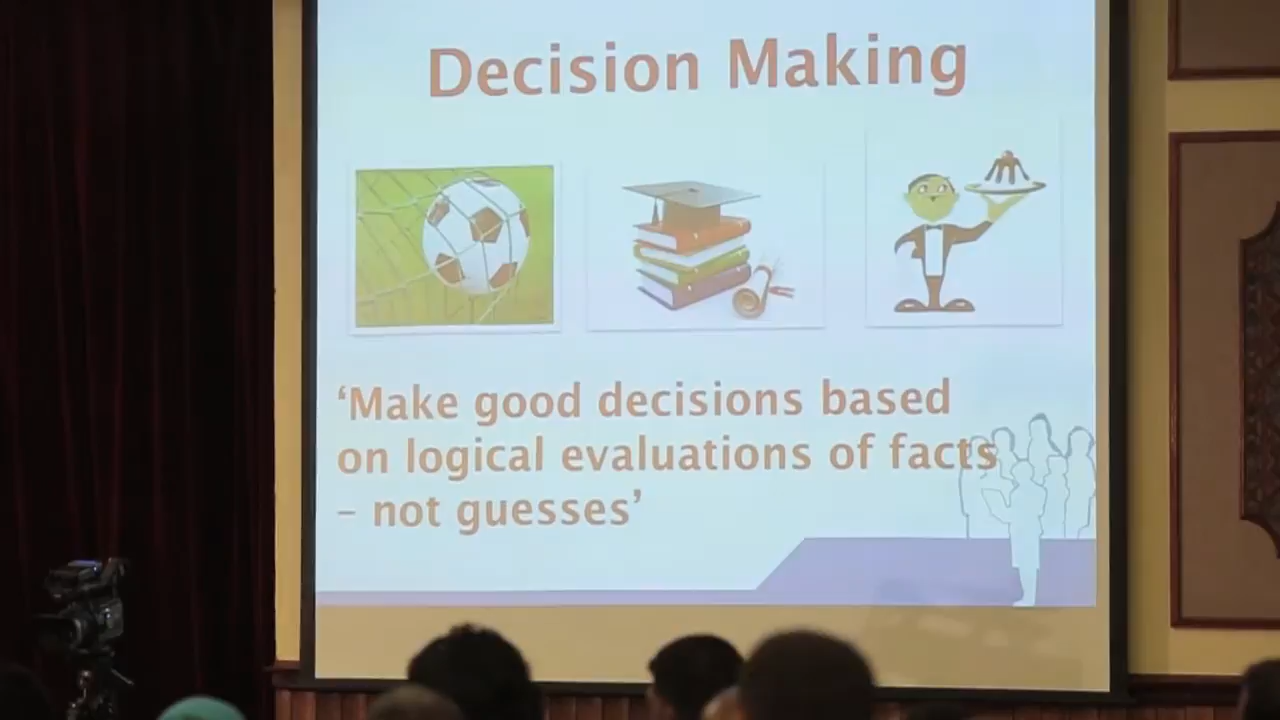 Decision Making
‘Make good decisions based
on logical evaluations of facts
– not guesses’